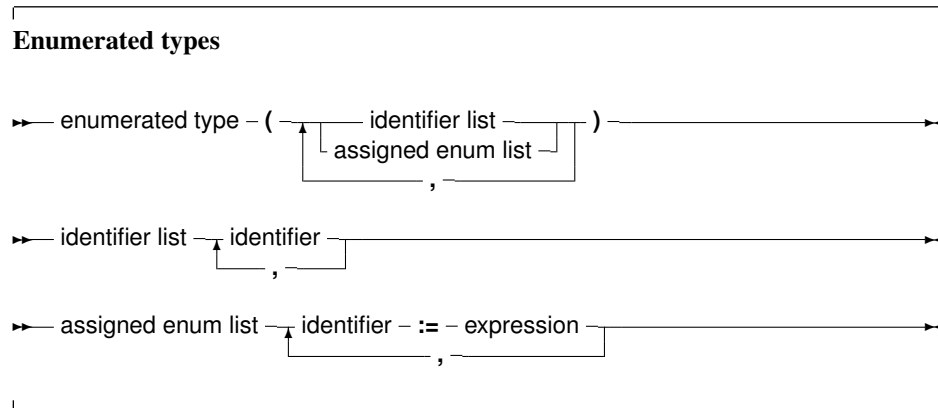 Enumerated types
enumerated type ( identifier list )
assigned enum list
,
identifier list identifier
,
assigned enum list identifier := expression
,